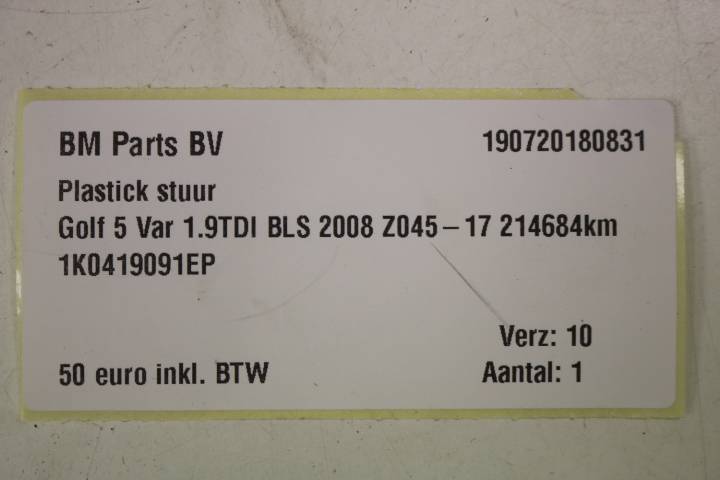 BM Parts BV 190720180831
Plastick stuur
Golf 5 Var 1.9TDI BLS 2008 Z045-17 214684km
1K0419091EP
Verz: 10
50 euro inkl. BTW Aantal: 1